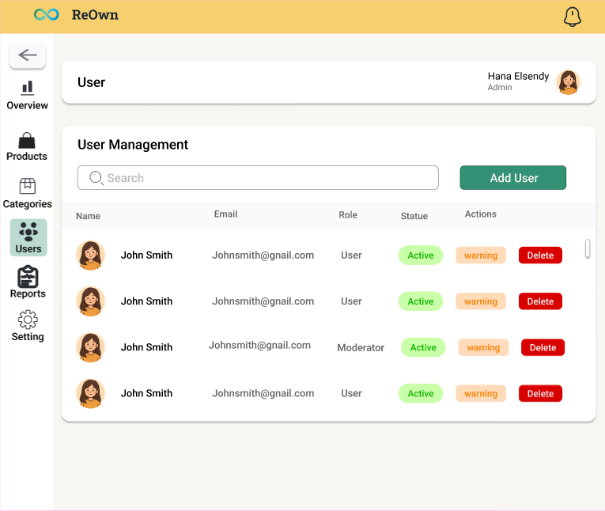 ReOwn
User
Hana Elsendy
Admin
Overview
Products
Categories
Users
Reports
Setting
User Management
Search
Add User
Name Email Role Statue Actions
John Smith Johnsmith@gnail.com User Active warning Delete
John Smith Johnsmith@gnail.com User Active warning Delete
John Smith Johnsmith@gnail.com Moderator Active warning Delete
John Smith Johnsmith@gnail.com User Active warning Delete